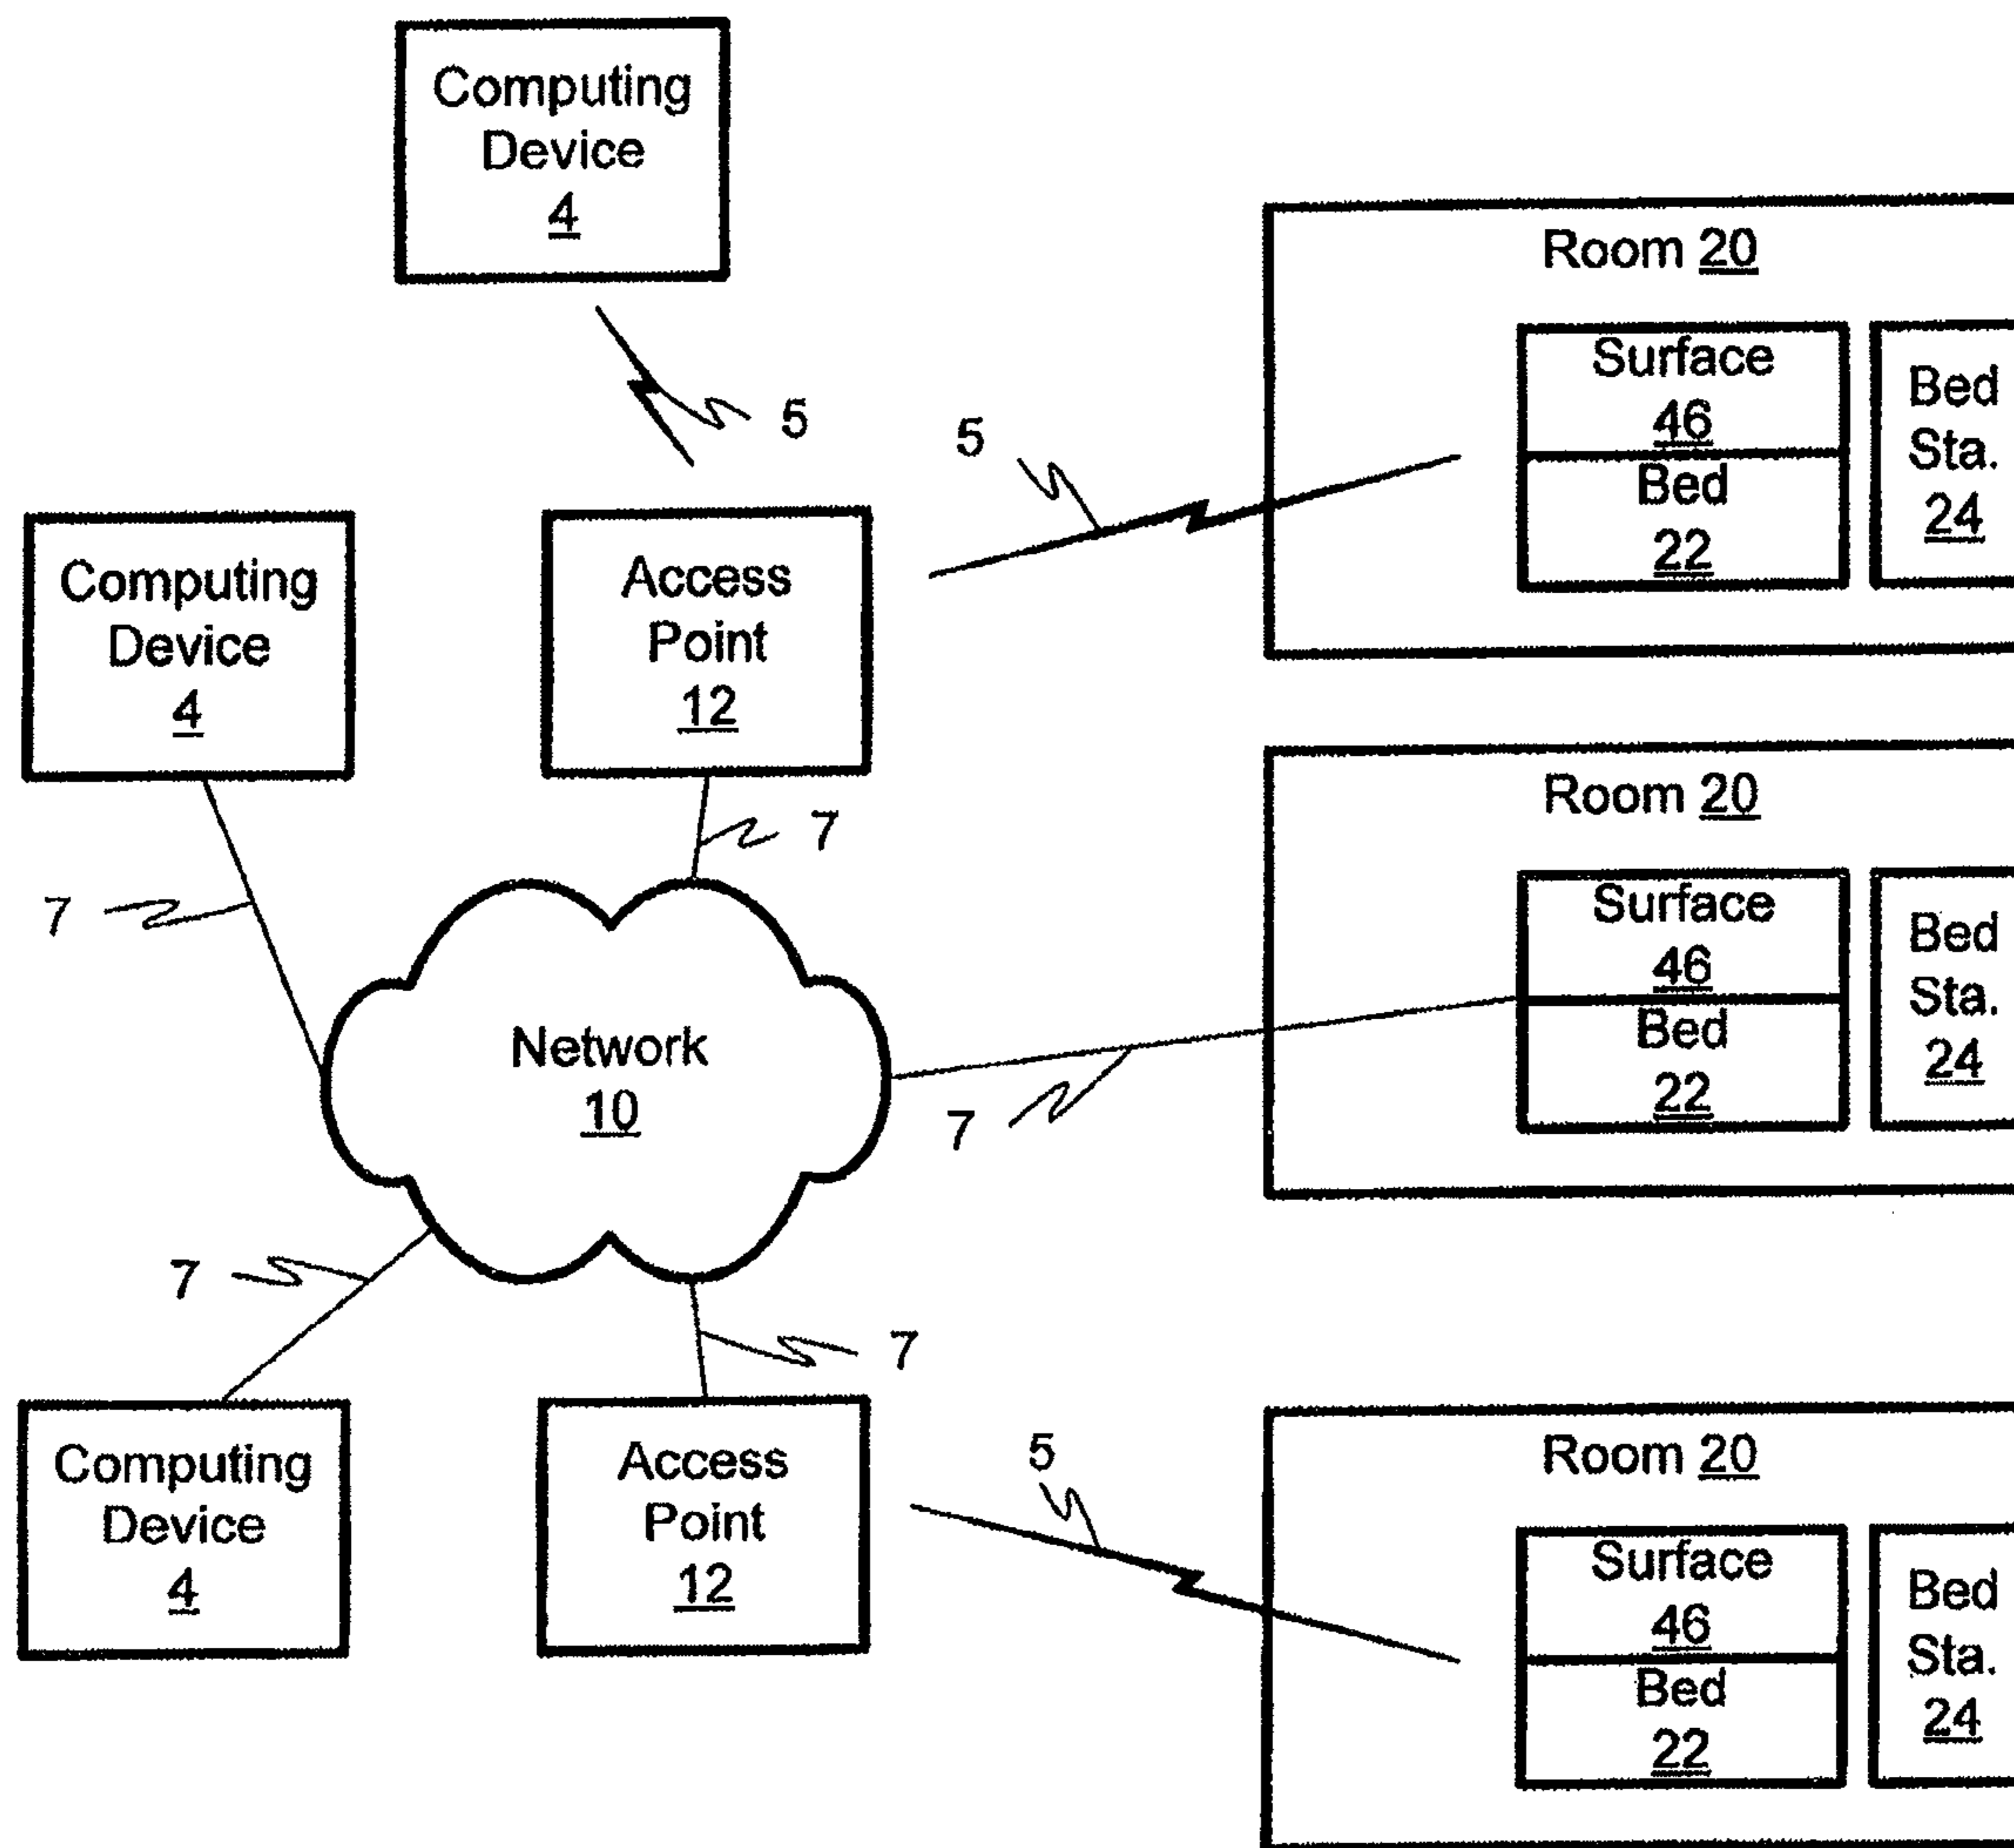 Computing
Device
4
5
5
Room 20
Surface
46
Bed
22
Bed
Sta.
24
Computing
Device
4
Access
Point
12
7
7
Room 20
Surface
46
Bed
22
Bed
Sta.
24
Network
10
7
7
7
Computing
Device
4
Access
Point
12
5
Room 20
Surface
46
Bed
22
Bed
Sta.
24